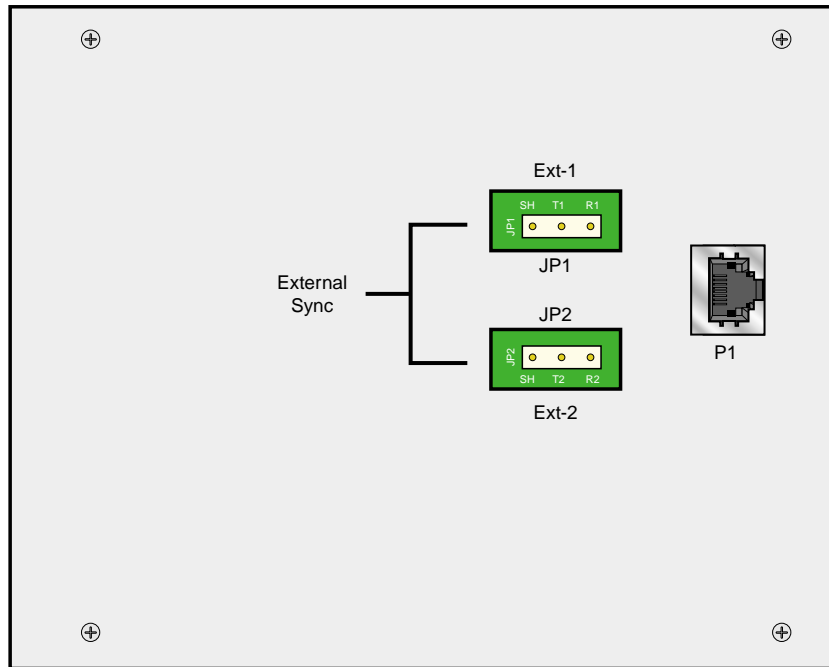 Ext-1
SH T1 R1
JP1
JP1
External
Sync
JP2
JP2
SH T2 R2
Ext-2
P1